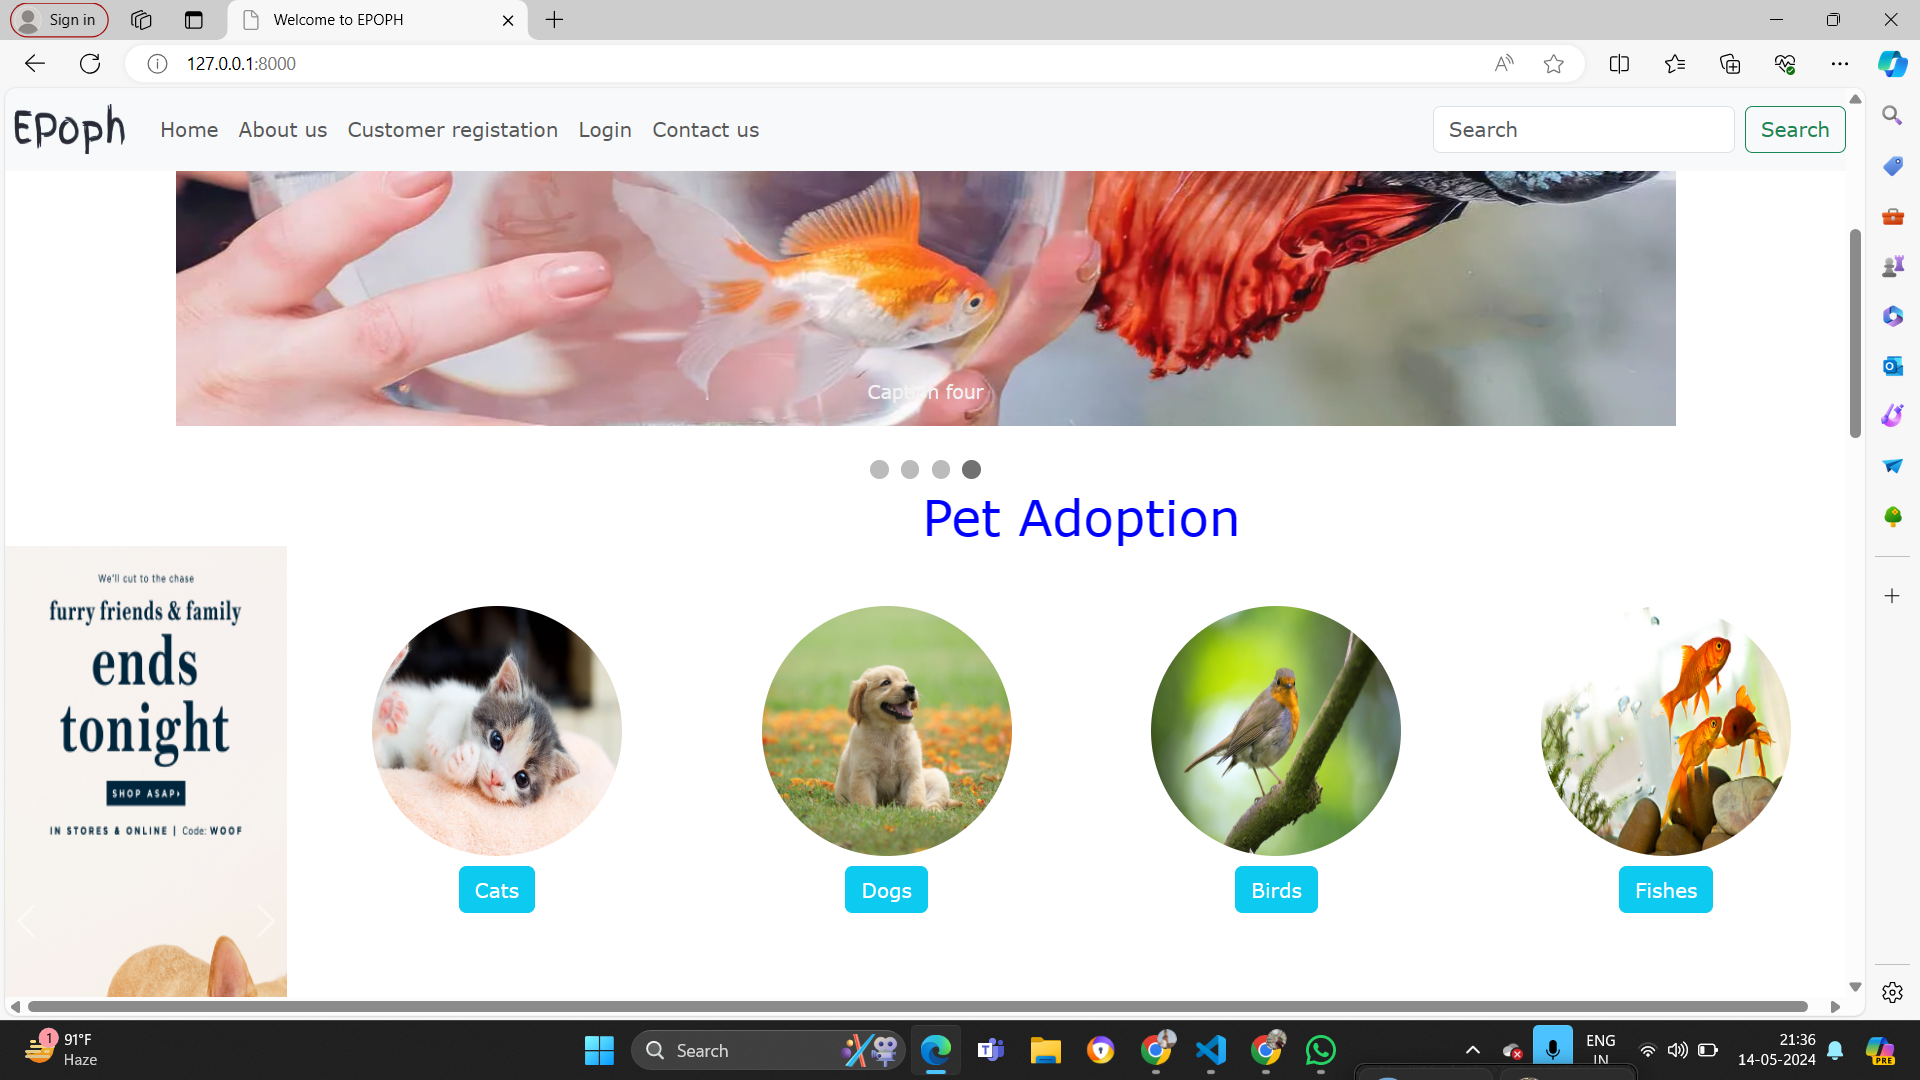 Sign in
Welcome to EPOPH
127.0.0.1:8000
EPoph
Home
About us
Customer registation
Login
Contact us
Search
Search
Caption four
Pet Adoption
We'll cut to the chase
furry friends & family
ends
tonight
SHOP ASAP›
IN STORES & ONLINE | Code: WOOF
Cats
Dogs
Birds
Fishes
1
91°F
Haze
Search
ENG
IN
21:36
14-05-2024
PRE